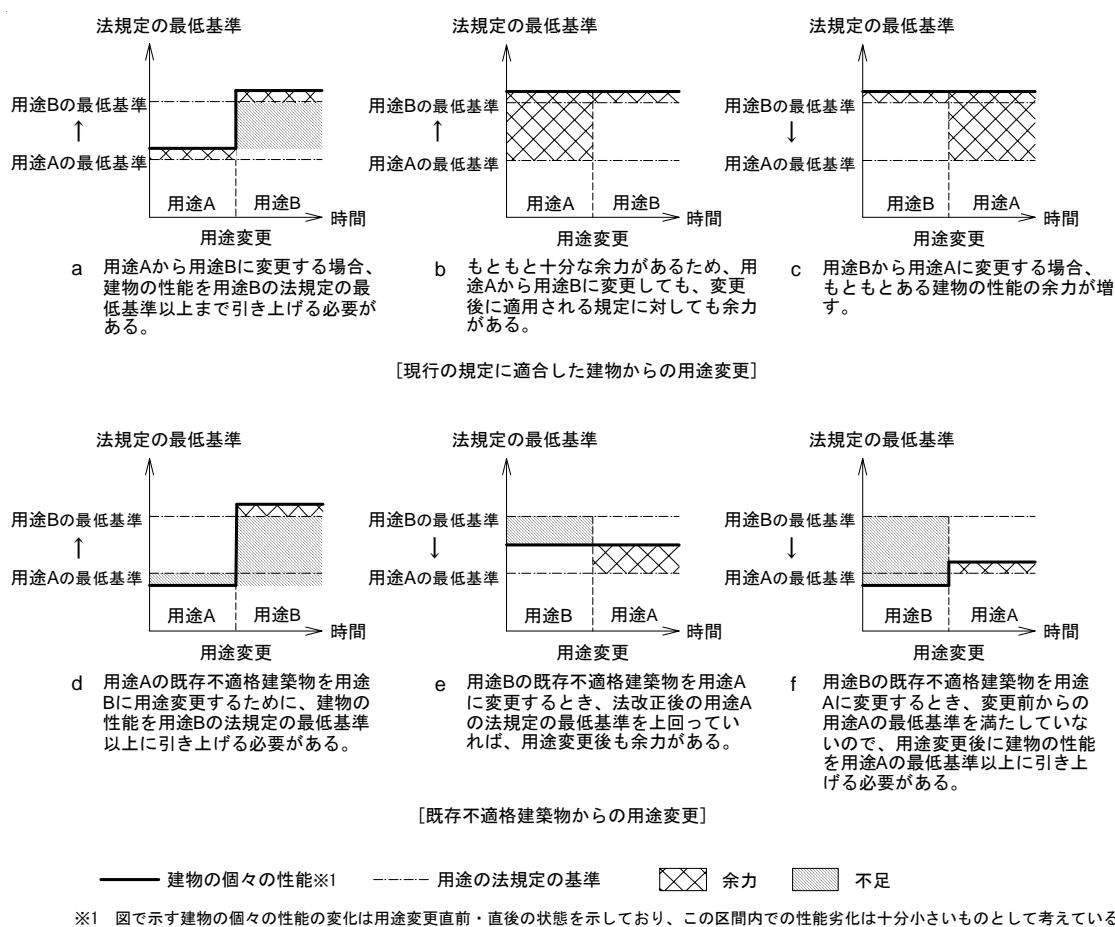 法規定の最低基準
用途Bの最低基準
↑
用途Aの最低基準
用途A 用途B
時間
用途変更
a 用途Aから用途Bに変更する場合、
建物の性能を用途Bの法規定の最
低基準以上まで引き上げる必要が
ある。
法規定の最低基準
用途Bの最低基準
↑
用途Aの最低基準
用途A 用途B
時間
用途変更
b もともと十分な余力があるため、用
途Aから用途Bに変更しても、変更
後に適用される規定に対しても余力
がある。
法規定の最低基準
用途Bの最低基準
↓
用途Aの最低基準
用途B 用途A
時間
用途変更
c 用途Bから用途Aに変更する場合、
もともとある建物の性能の余力が増
す。
［現行の規定に適合した建物からの用途変更］
法規定の最低基準
用途Bの最低基準
↑
用途Aの最低基準
用途A 用途B
時間
用途変更
d 用途Aの既存不適格建築物を用途
Bに用途変更するために、建物の
性能を用途Bの法規定の最低基準
以上に引き上げる必要がある。
法規定の最低基準
用途Bの最低基準
↓
用途Aの最低基準
用途B 用途A
時間
用途変更
e 用途Bの既存不適格建築物を用途A
に変更するとき、法改正後の用途A
の法規定の最低基準を上回ってい
れば、用途変更後も余力がある。
法規定の最低基準
用途Bの最低基準
↓
用途Aの最低基準
用途B 用途A
時間
用途変更
f 用途Bの既存不適格建築物を用途
Aに変更するとき、変更前からの
用途Aの最低基準を満たしていな
いので、用途変更後に建物の性能
を用途Aの最低基準以上に引き上
げる必要がある。
［既存不適格建築物からの用途変更］
建物の個々の性能※1 用途の法規定の基準 余力 不足
※1 図で示す建物の個々の性能の変化は用途変更直前・直後の状態を示しており、この区間内での性能劣化は十分小さいものとして考えている